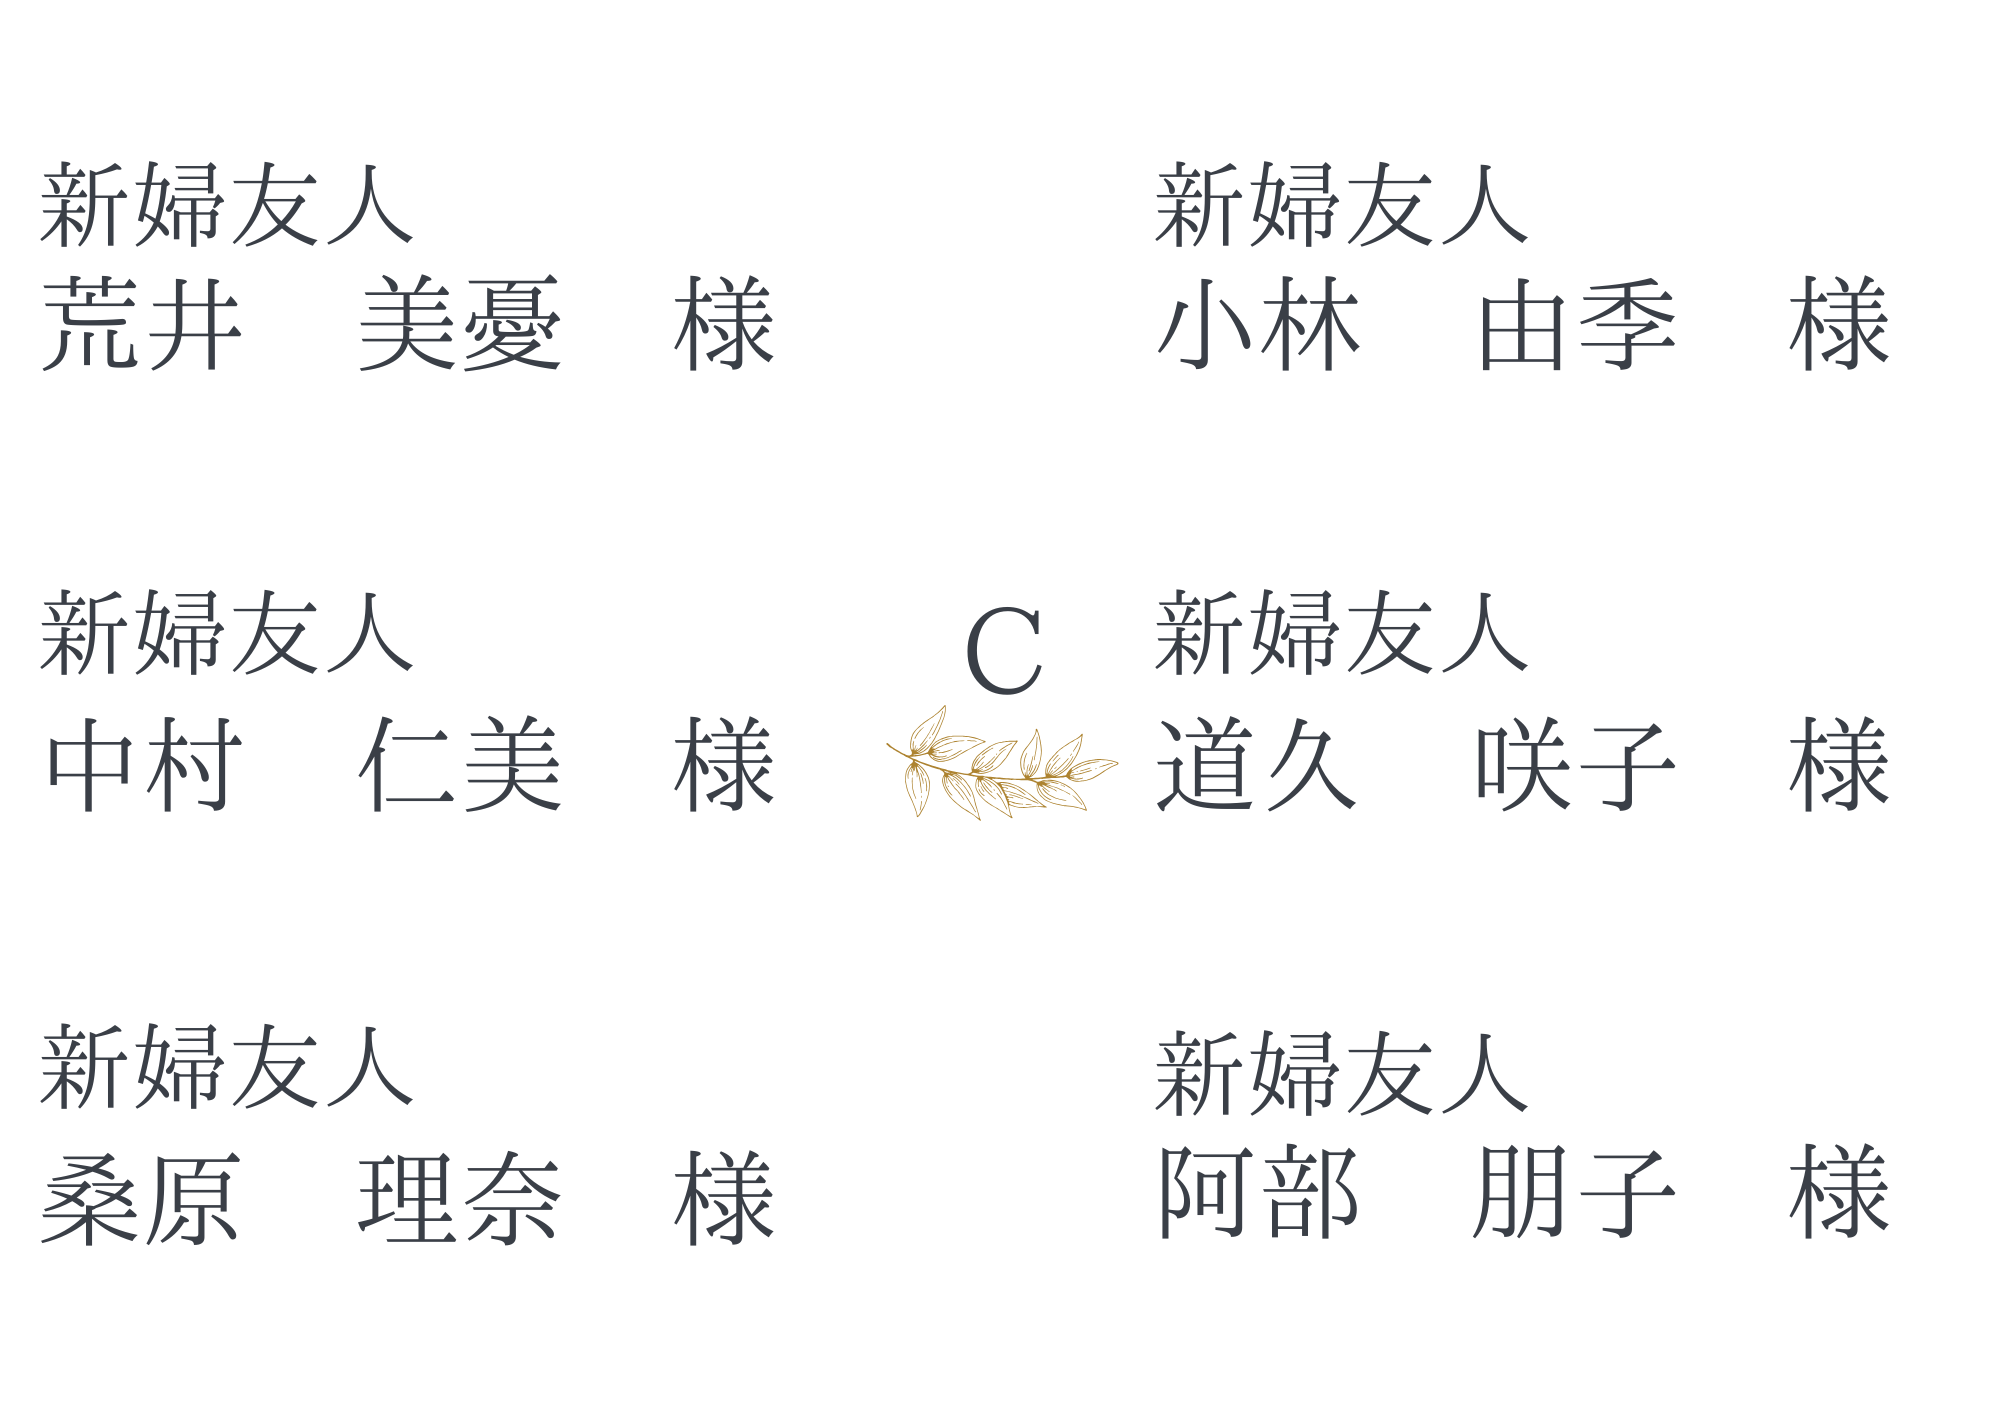 新婦友人
荒井　美憂　様
新婦友人
小林　由季　様
新婦友人
中村　仁美　様
C
新婦友人
道久　咲子　様
新婦友人
桑原　理奈　様
新婦友人
阿部　朋子　様